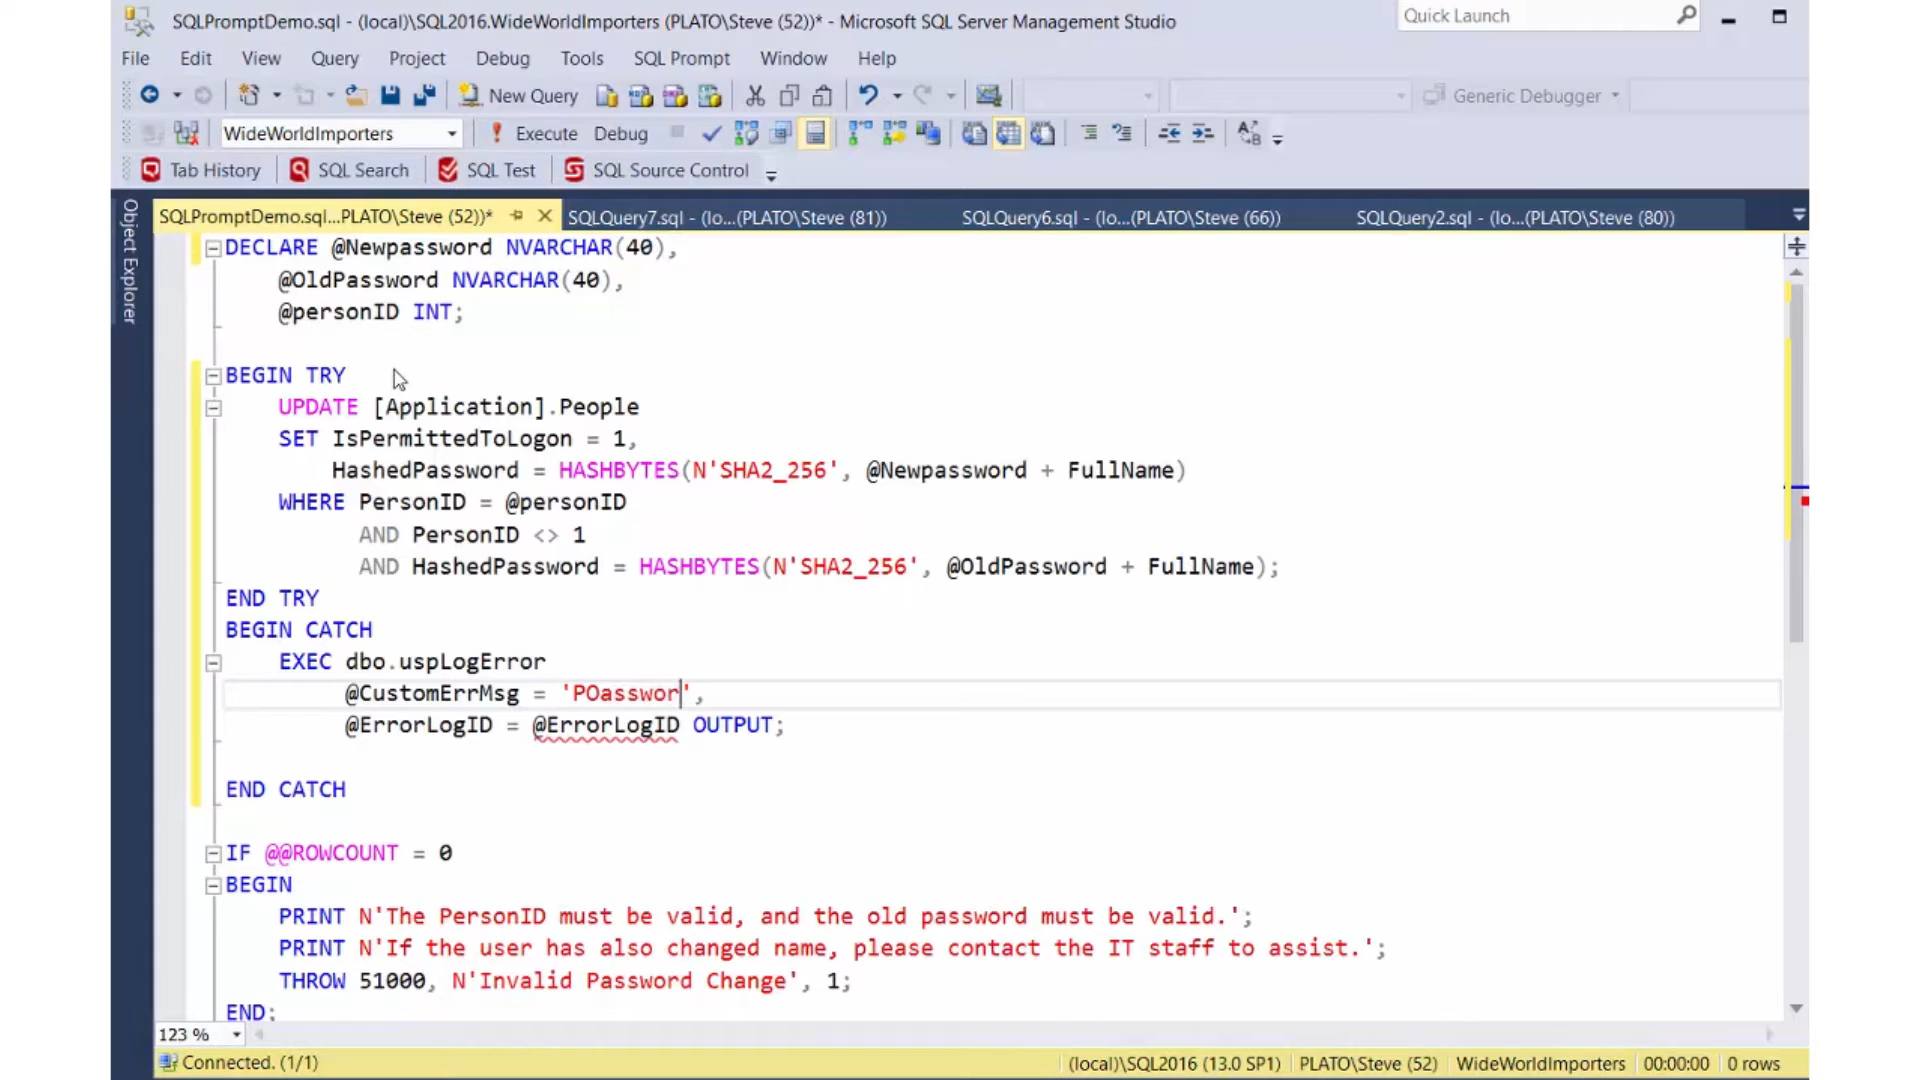 SQLPromptDemo.sql - (local)\SQL2016.WideWorldImporters (PLATO\Steve (52))* - Microsoft SQL Server Management Studio
Quick Launch
File Edit View Query Project Debug Tools SQL Prompt Window Help
New Query
Generic Debugger
WideWorldImporters Execute Debug
Tab History SQL Search SQL Test SQL Source Control
Object Explorer
SQLPromptDemo.sql...PLATO\Steve (52))* SQLQuery7.sql - (lo...(PLATO\Steve (81)) SQLQuery6.sql - (lo...(PLATO\Steve (66)) SQLQuery2.sql - (lo...(PLATO\Steve (80))
DECLARE @Newpassword NVARCHAR(40),
@OldPassword NVARCHAR(40),
@personID INT;
BEGIN TRY
UPDATE [Application].People
SET IsPermittedToLogon = 1,
HashedPassword = HASHBYTES(N'SHA2_256', @Newpassword + FullName)
WHERE PersonID = @personID
AND PersonID <> 1
AND HashedPassword = HASHBYTES(N'SHA2_256', @OldPassword + FullName);
END TRY
BEGIN CATCH
EXEC dbo.uspLogError
@CustomErrMsg = 'POasswor',
@ErrorLogID = @ErrorLogID OUTPUT;
END CATCH
IF @@ROWCOUNT = 0
BEGIN
PRINT N'The PersonID must be valid, and the old password must be valid.';
PRINT N'If the user has also changed name, please contact the IT staff to assist.';
THROW 51000, N'Invalid Password Change', 1;
END;
123 %
Connected. (1/1) (local)\SQL2016 (13.0 SP1) PLATO\Steve (52) WideWorldImporters 00:00:00 0 rows